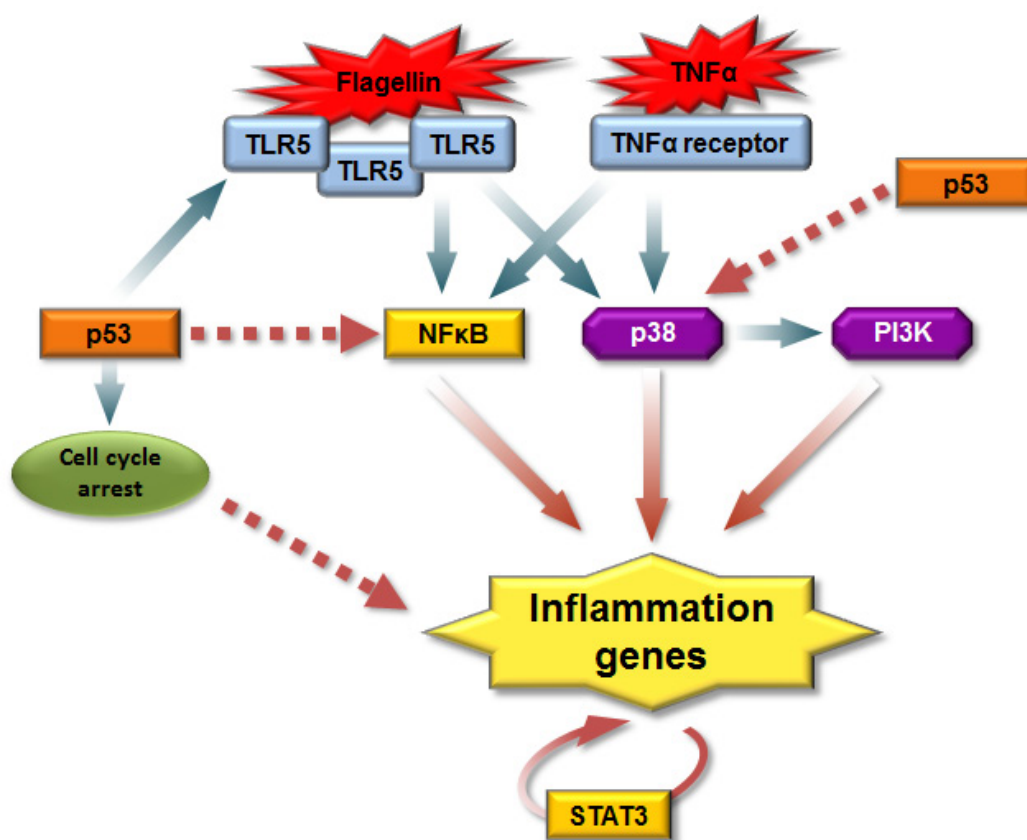 Flagellin
TNFα
TLR5
TLR5
TLR5
TNFα receptor
p53
p53
NFκB
p38
PI3K
Cell cycle
arrest
Inflammation
genes
STAT3